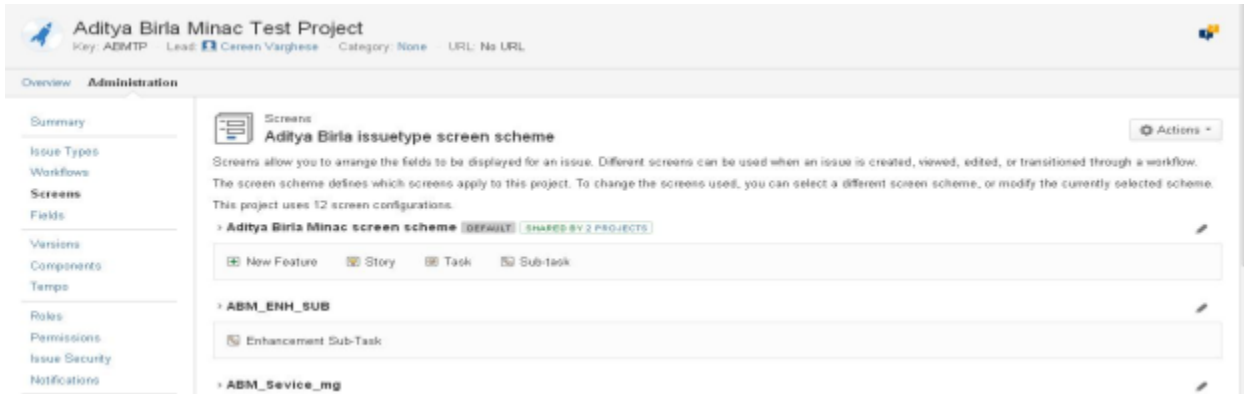 Aditya Birla Minac Test Project
Key: ABMTP Lead: Cereen Varghese Category: None URL: No URL
Overview Administration
Summary
Issue Types
Workflows
Screens
Fields
Versions
Components
Tempo
Roles
Permissions
Issue Security
Notifications
Screens
Aditya Birla issuetype screen scheme
Actions
Screens allow you to arrange the fields to be displayed for an issue. Different screens can be used when an issue is created, viewed, edited, or transitioned through a workflow.
The screen scheme defines which screens apply to this project. To change the screens used, you can select a different screen scheme, or modify the currently selected scheme.
This project uses 12 screen configurations.
Aditya Birla Minac screen scheme DEFAULT SHARED BY 2 PROJECTS
New Feature Story Task Sub-task
ABM_ENH_SUB
Enhancement Sub-Task
ABM_Sevice_mg